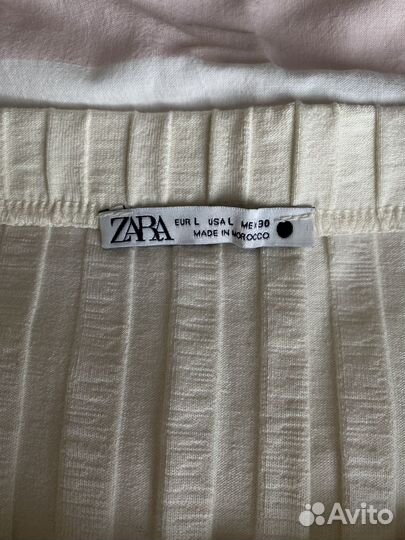 ZARA
EUR L USA L MEX 30
MADE IN MOROCCO
Avito